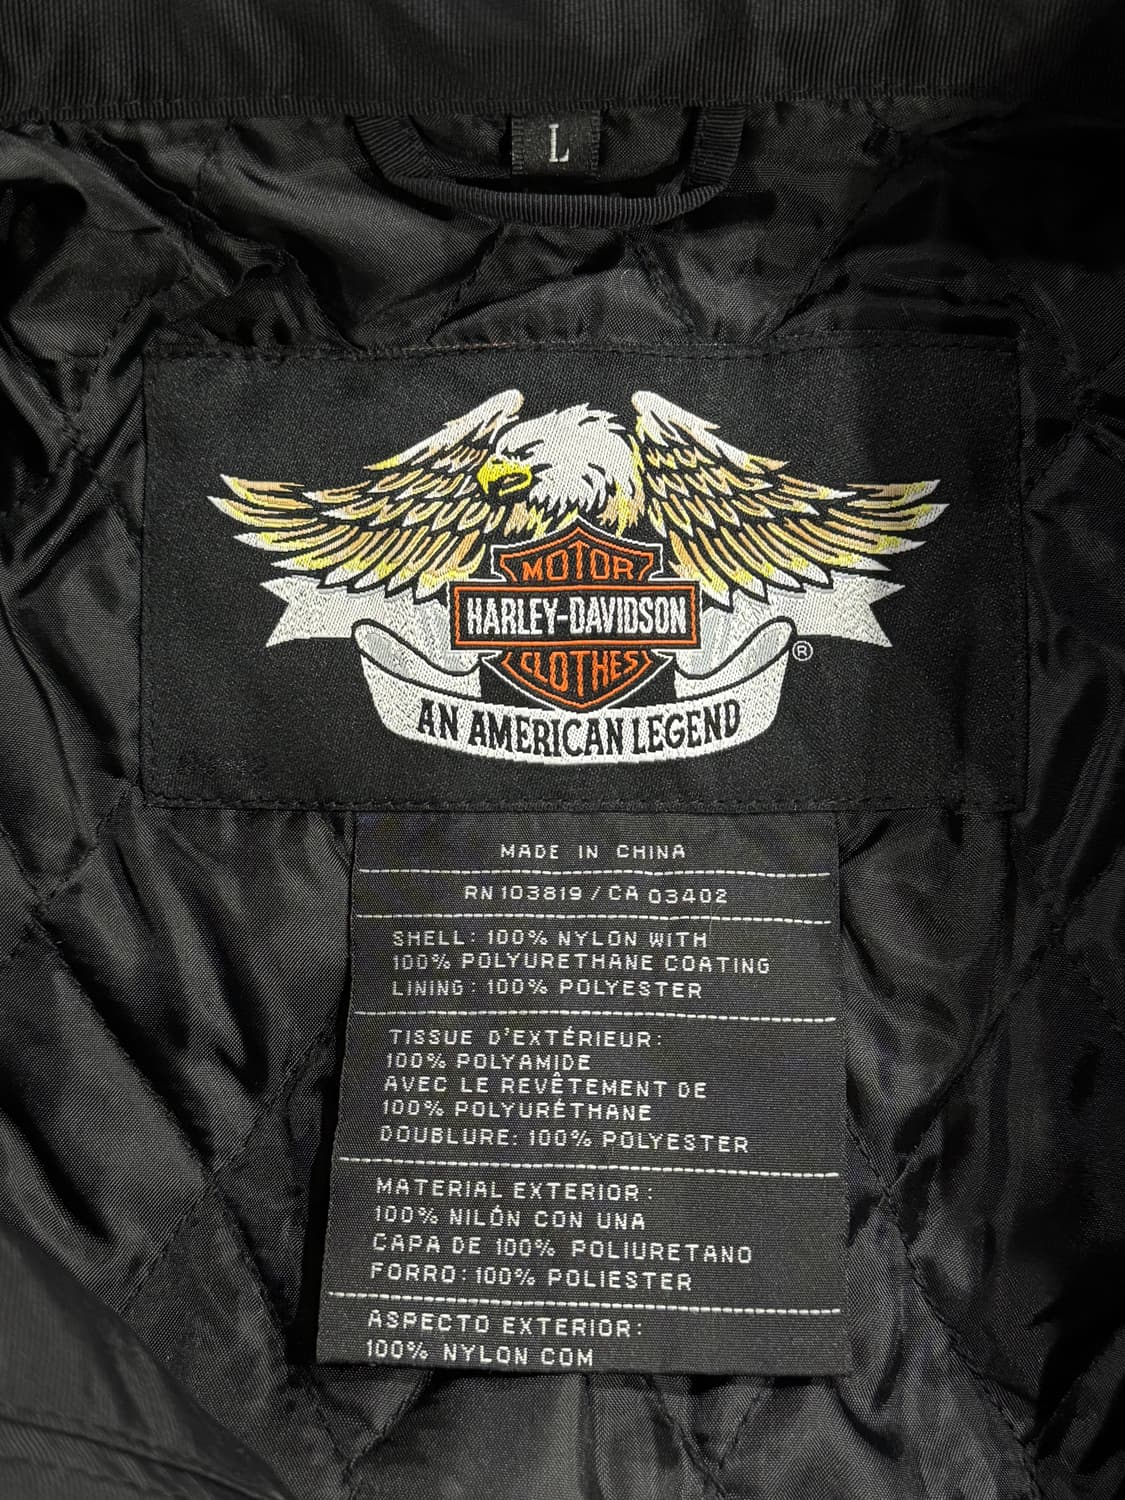 L
MOTOR
HARLEY-DAVIDSON
CLOTHES
®
AN AMERICAN LEGEND
MADE IN CHINA
RN 103819 / CA 03402
SHELL: 100% NYLON WITH
100% POLYURETHANE COATING
LINING: 100% POLYESTER
TISSUE D'EXTÉRIEUR:
100% POLYAMIDE
AVEC LE REVÊTEMENT DE
100% POLYURÉTHANE
DOUBLURE: 100% POLYESTER
MATERIAL EXTERIOR:
100% NILÓN CON UNA
CAPA DE 100% POLIURETANO
FORRO: 100% POLIESTER
ASPECTO EXTERIOR:
100% NYLON COM